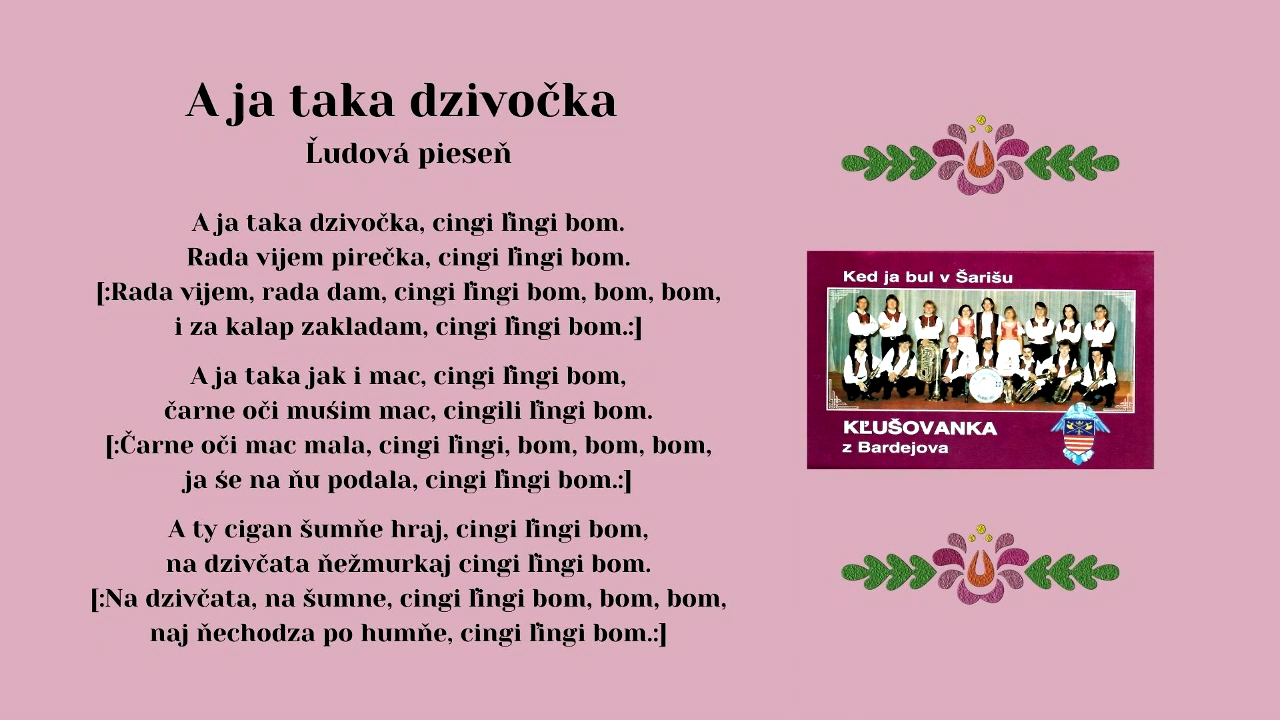 A ja taka dzivočka
Ľudová pieseň
A ja taka dzivočka, cingi ľingi bom.
Rada vijem pirečka, cingi ľingi bom.
[:Rada vijem, rada dam, cingi ľingi bom, bom, bom,
i za kalap zakladam, cingi ľingi bom.:]
A ja taka jak i mac, cingi ľingi bom,
čarne oči muśim mac, cingili ľingi bom.
[:Čarne oči mac mala, cingi ľingi, bom, bom, bom,
ja śe na ňu podala, cingi ľingi bom.:]
A ty cigan šumňe hraj, cingi ľingi bom,
na dzivčata ňežmurkaj cingi ľingi bom.
[:Na dzivčata, na šumne, cingi ľingi bom, bom, bom,
naj ňechodza po humňe, cingi ľingi bom.:]
Ked ja bul v Šarišu
KĽUŠOVANKA
z Bardejova